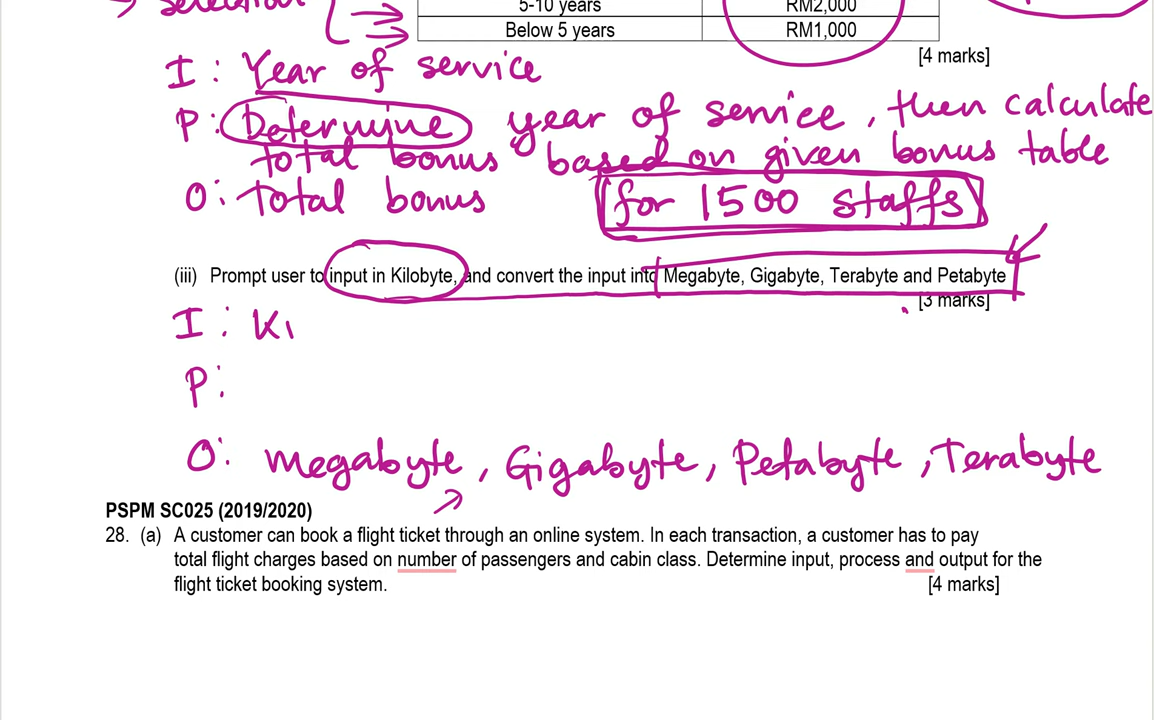 → selection
5-10 years RM2,000
Below 5 years RM1,000
[4 marks]
I : Year of service
P : Determine year of service, then calculate
total bonus based on given bonus table
O : total bonus for 1500 staffs
(iii) Prompt user to input in Kilobyte, and convert the input into Megabyte, Gigabyte, Terabyte and Petabyte
[3 marks]
I : Ki
P :
O : megabyte, Gigabyte, Petabyte, Terabyte
PSPM SC025 (2019/2020)
28. (a) A customer can book a flight ticket through an online system. In each transaction, a customer has to pay
total flight charges based on number of passengers and cabin class. Determine input, process and output for the
flight ticket booking system. [4 marks]